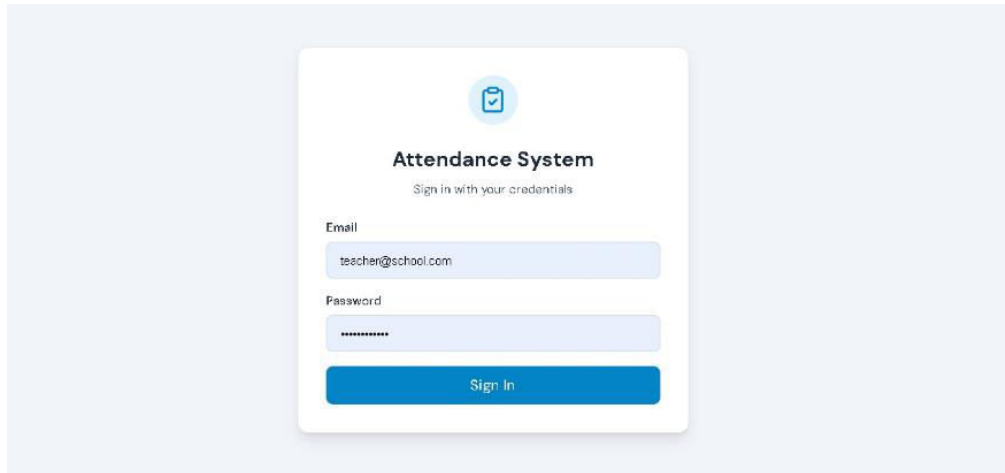 Attendance System
Sign in with your credentials
Email
teacher@school.com
Password
••••••••••••
Sign In